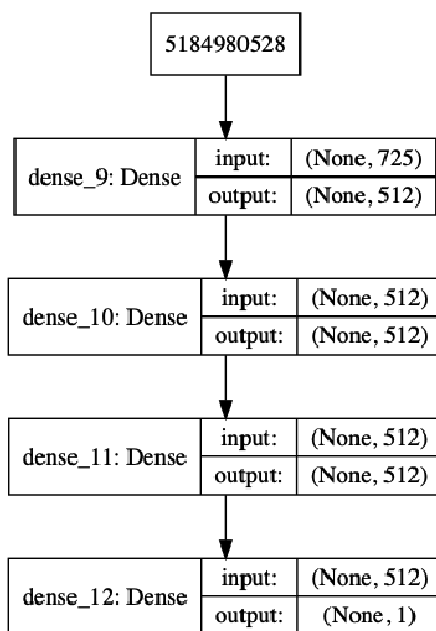 5184980528
dense_9: Dense
input:
(None, 725)
output:
(None, 512)
dense_10: Dense
input:
(None, 512)
output:
(None, 512)
dense_11: Dense
input:
(None, 512)
output:
(None, 512)
dense_12: Dense
input:
(None, 512)
output:
(None, 1)